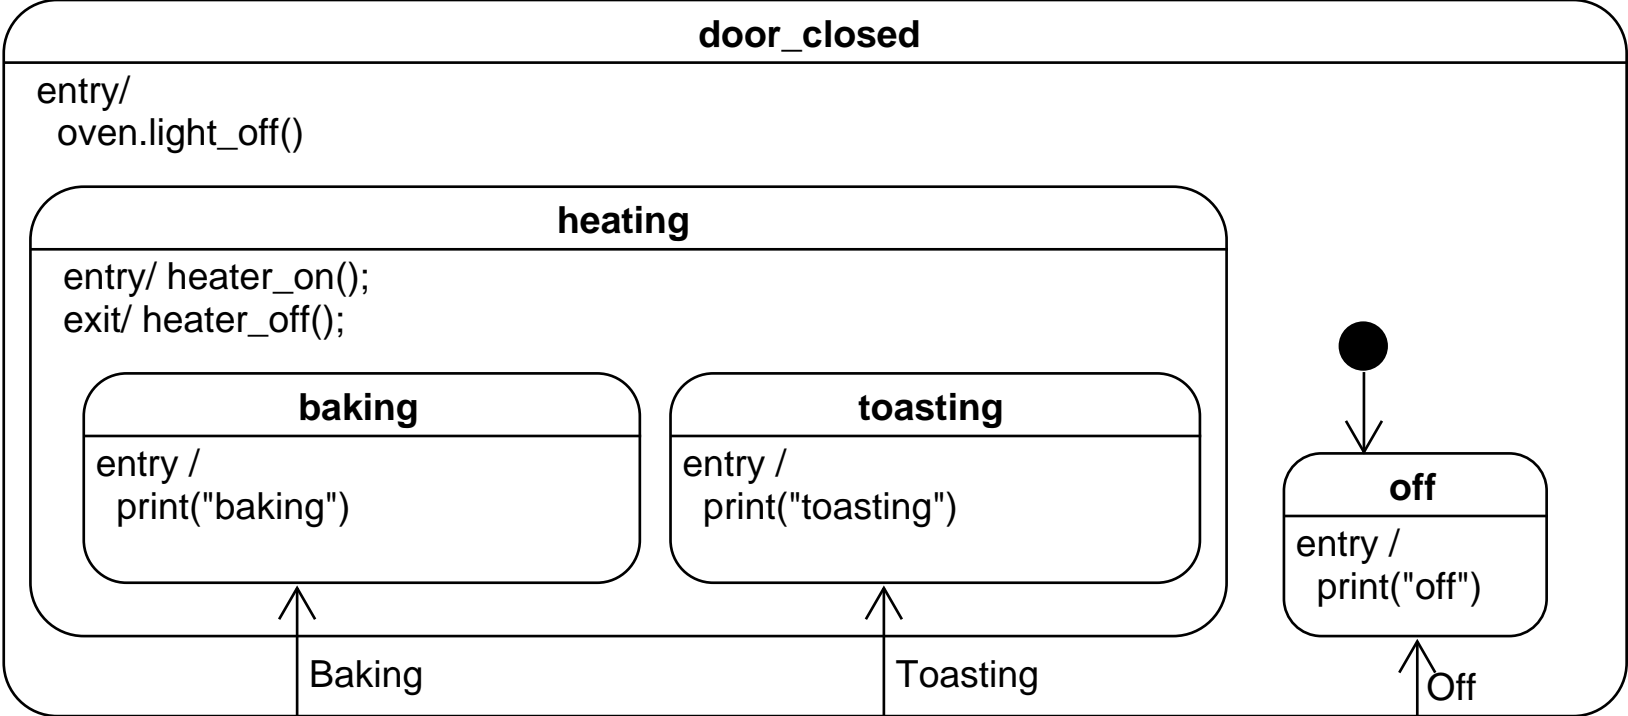 door_closed
entry/
oven.light_off()
heating
entry/ heater_on();
exit/ heater_off();
baking
entry /
print("baking")
toasting
entry /
print("toasting")
off
entry /
print("off")
Baking
Toasting
Off